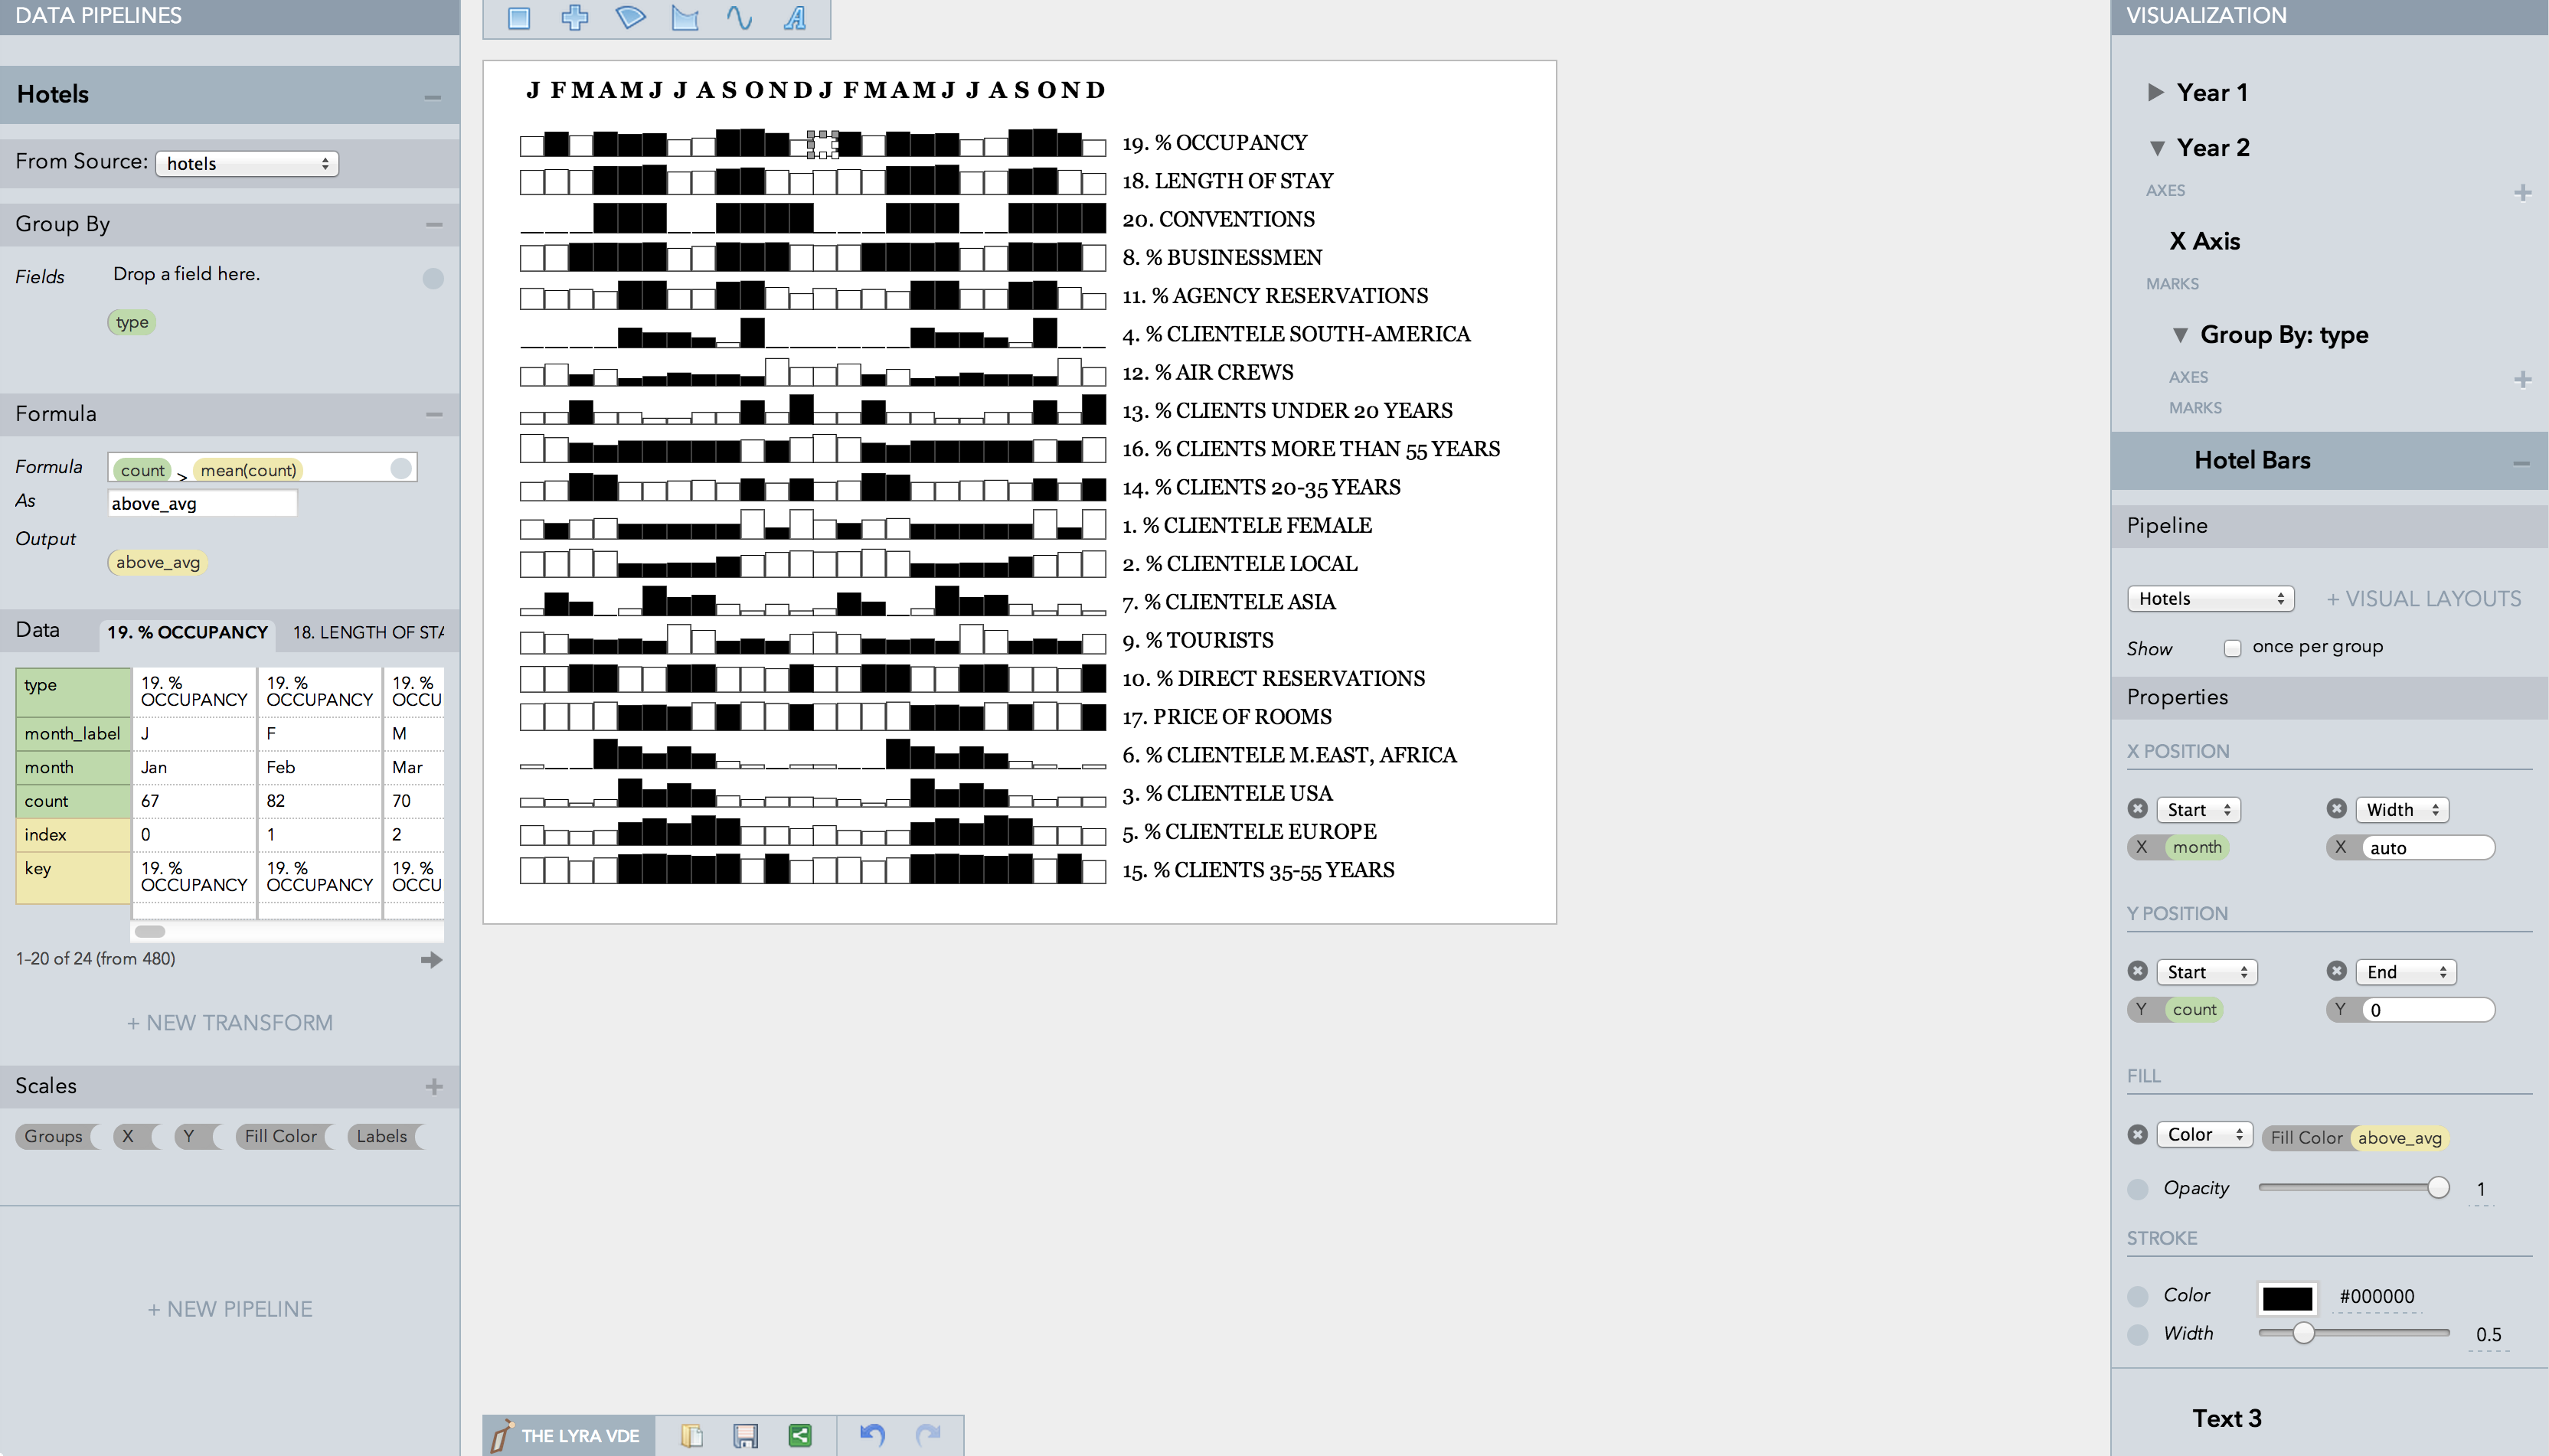 DATA PIPELINES
Hotels
From Source: hotels
Group By
Fields Drop a field here.
type
Formula
Formula count > mean(count)
As above_avg
Output
above_avg
Data 19. % OCCUPANCY 18. LENGTH OF STA
type 19. % OCCUPANCY 19. % OCCUPANCY 19. % OCCU
month_label J F M
month Jan Feb Mar
count 67 82 70
index 0 1 2
key 19. % OCCUPANCY 19. % OCCUPANCY 19. % OCCU
1-20 of 24 (from 480)
+ NEW TRANSFORM
Scales
Groups X Y Fill Color Labels
+ NEW PIPELINE
A
J F M A M J J A S O N D J F M A M J J A S O N D
19. % OCCUPANCY
18. LENGTH OF STAY
20. CONVENTIONS
8. % BUSINESSMEN
11. % AGENCY RESERVATIONS
4. % CLIENTELE SOUTH-AMERICA
12. % AIR CREWS
13. % CLIENTS UNDER 20 YEARS
16. % CLIENTS MORE THAN 55 YEARS
14. % CLIENTS 20-35 YEARS
1. % CLIENTELE FEMALE
2. % CLIENTELE LOCAL
7. % CLIENTELE ASIA
9. % TOURISTS
10. % DIRECT RESERVATIONS
17. PRICE OF ROOMS
6. % CLIENTELE M.EAST, AFRICA
3. % CLIENTELE USA
5. % CLIENTELE EUROPE
15. % CLIENTS 35-55 YEARS
THE LYRA VDE
VISUALIZATION
Year 1
Year 2
AXES
X Axis
MARKS
Group By: type
AXES
MARKS
Hotel Bars
Pipeline
Hotels + VISUAL LAYOUTS
Show once per group
Properties
X POSITION
Start Width
X month X auto
Y POSITION
Start End
Y count Y 0
FILL
Color Fill Color above_avg
Opacity 1
STROKE
Color #000000
Width 0.5
Text 3